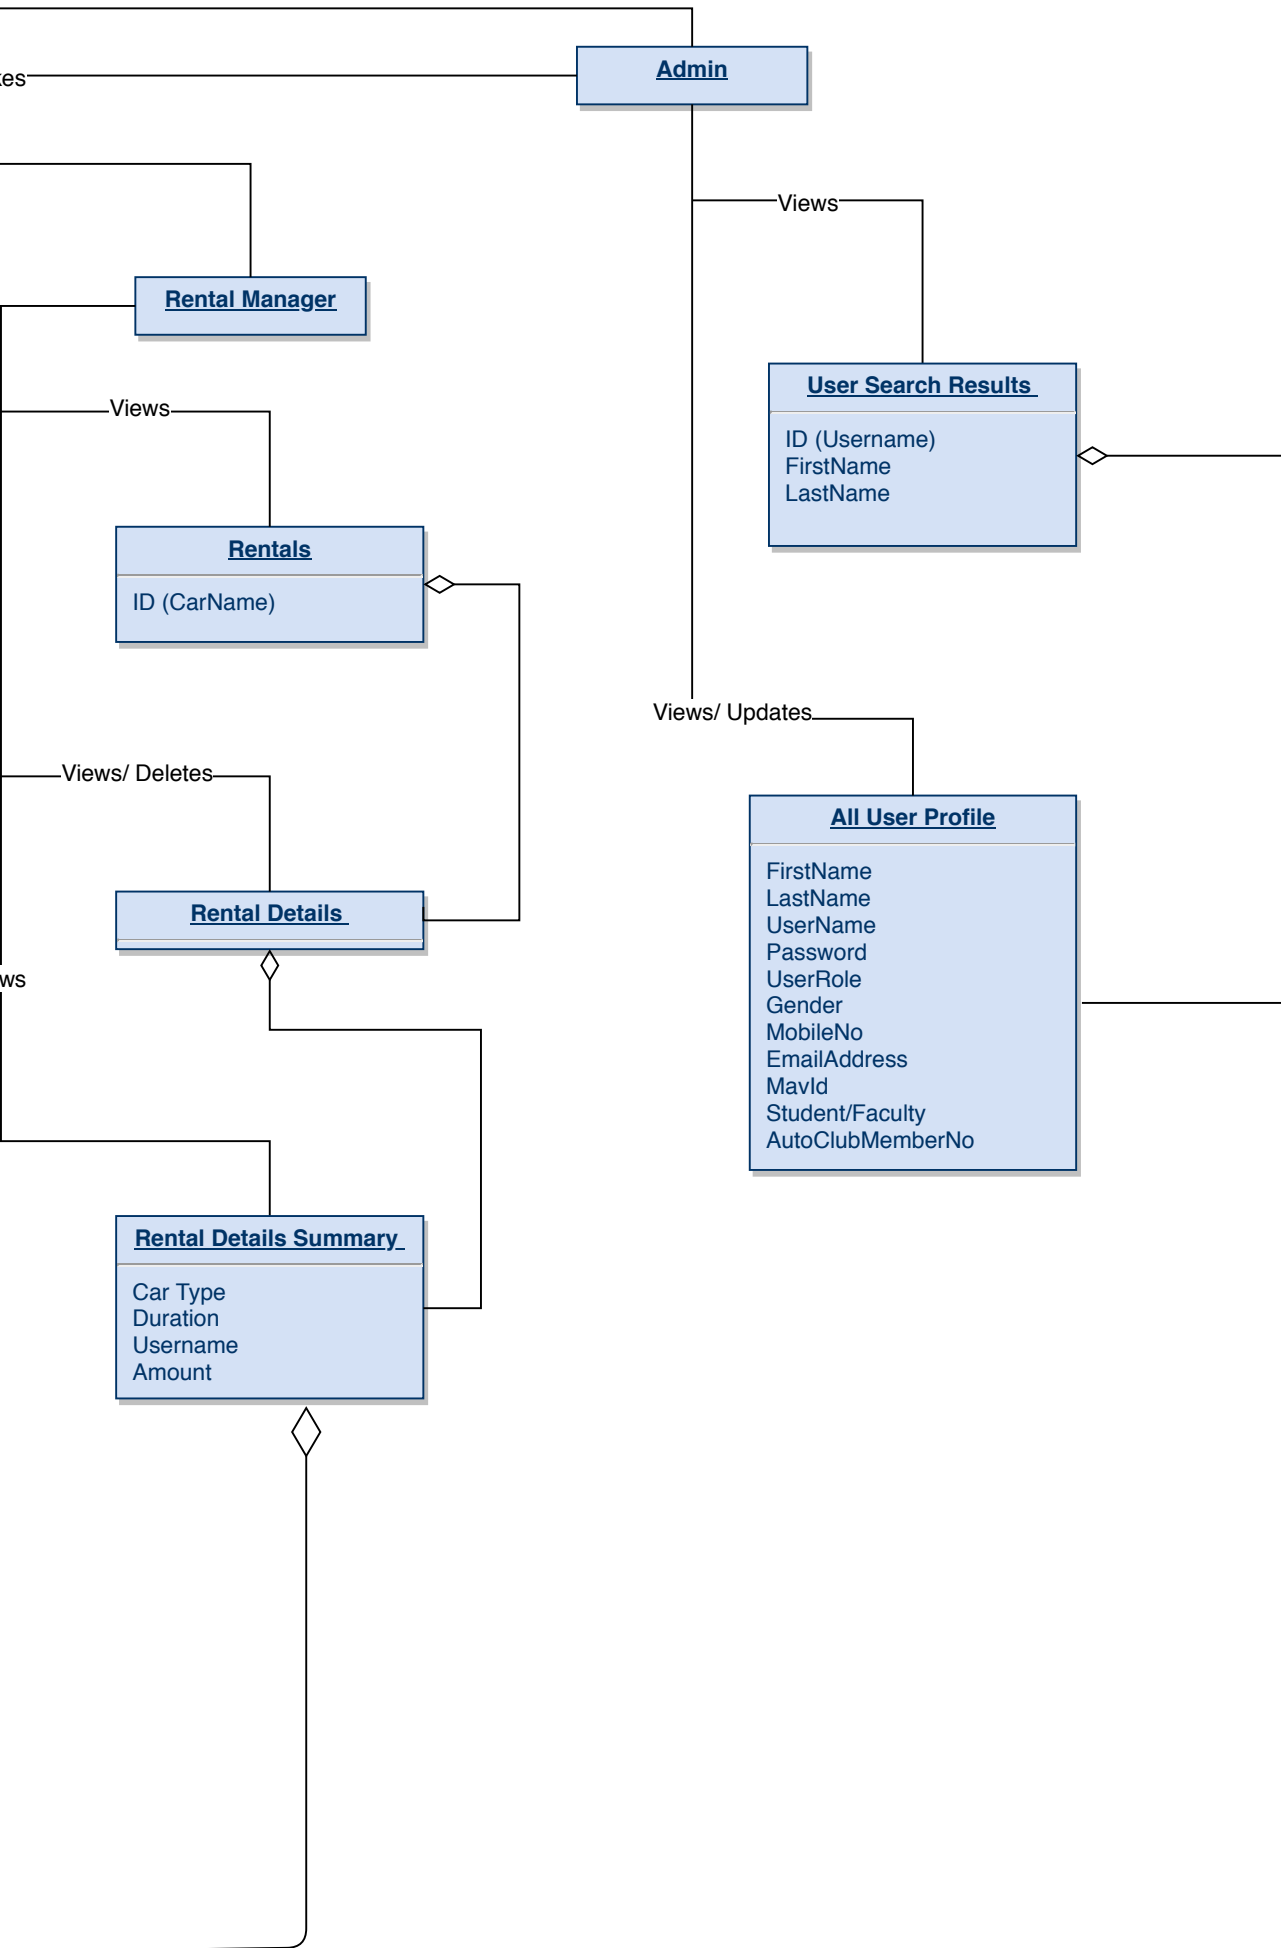 Admin
Views
Rental Manager
User Search Results
ID (Username)
FirstName
LastName
Views
Rentals
ID (CarName)
Views/ Updates
Views/ Deletes
All User Profile
FirstName
LastName
UserName
Password
UserRole
Gender
MobileNo
EmailAddress
MavId
Student/Faculty
AutoClubMemberNo
Rental Details
Rental Details Summary
Car Type
Duration
Username
Amount